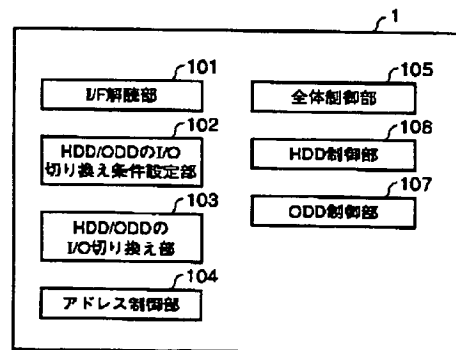 1
101
I/F解読部
102
HDD/ODDのI/O
切り換え条件設定部
103
HDD/ODDの
I/O切り換え部
104
アドレス制御部
105
全体制御部
106
HDD制御部
107
ODD制御部